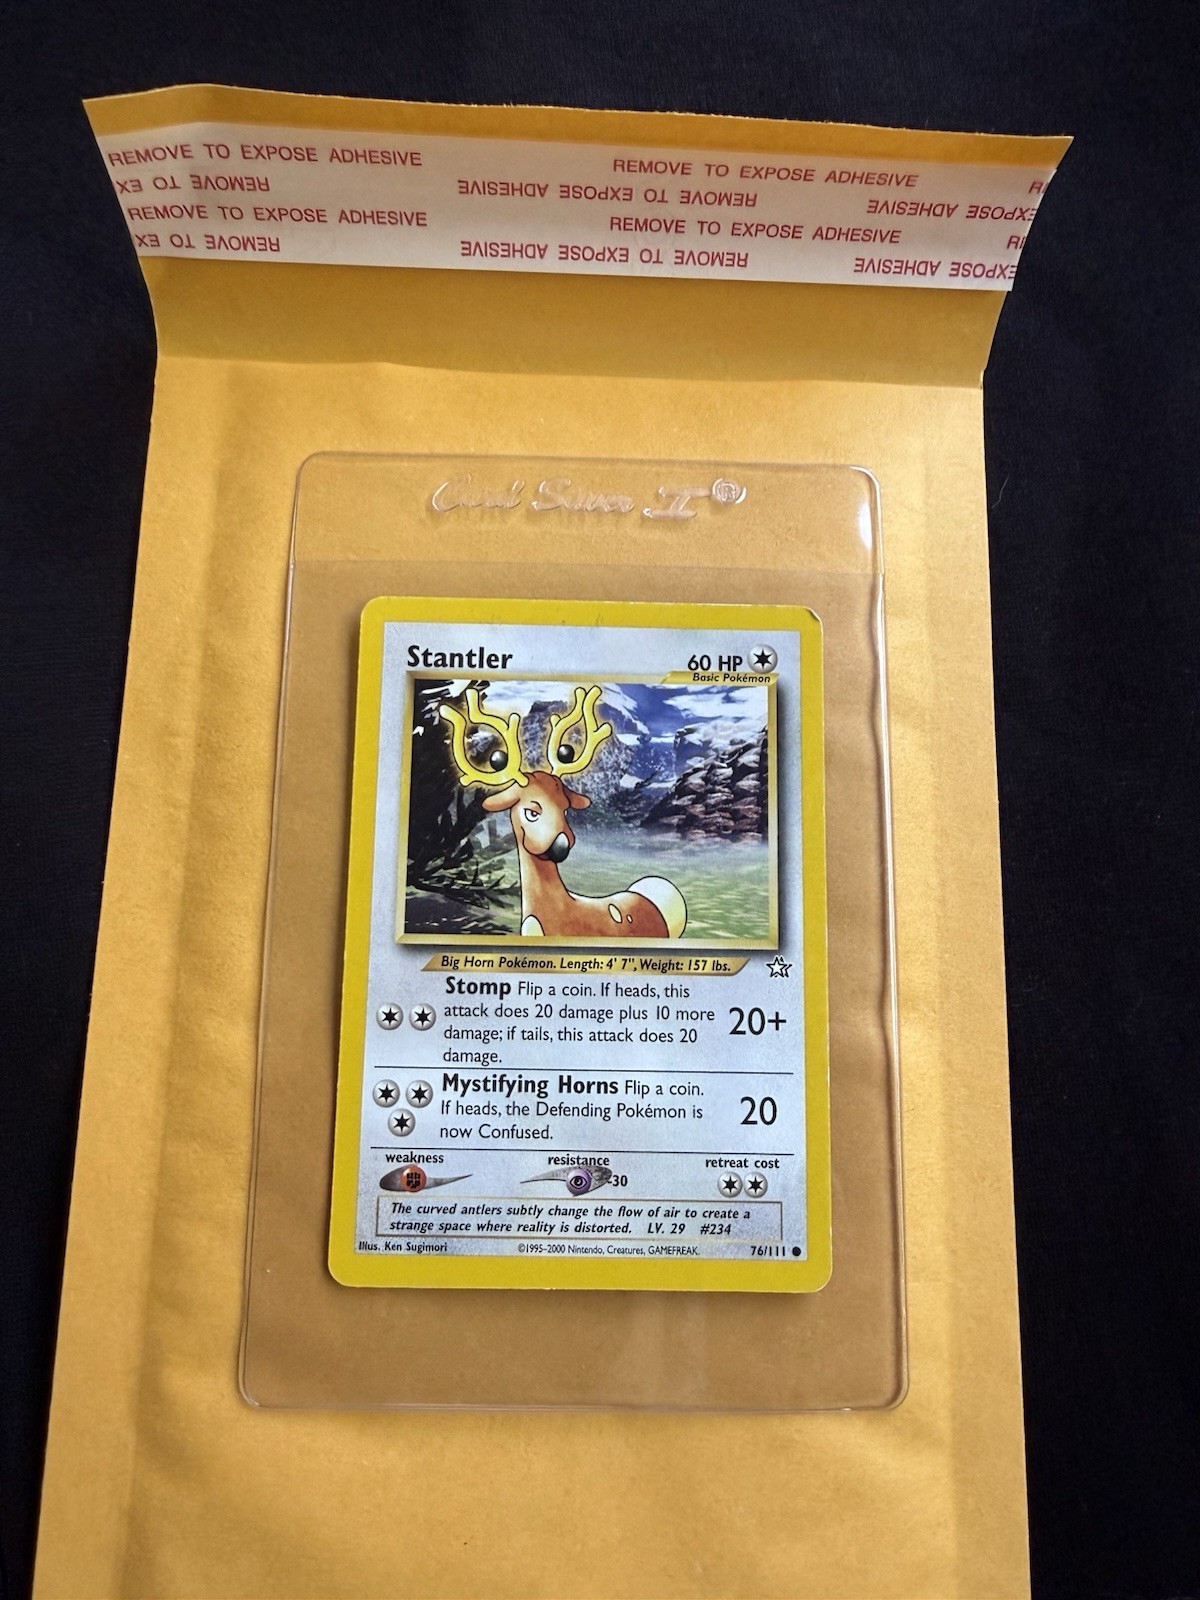 REMOVE TO EXPOSE ADHESIVE REMOVE TO EXPOSE ADHESIVE
REMOVE TO EX ADHESIVE EXPOSE TO REMOVE ADHESIVE EXPOSE
REMOVE TO EXPOSE ADHESIVE REMOVE TO EXPOSE ADHESIVE
REMOVE TO EX REMOVE TO EXPOSE ADHESIVE EXPOSE ADHESIVE
Card Saver I®
Stantler 60 HP
Basic Pokémon
Big Horn Pokémon. Length: 4' 7", Weight: 157 lbs.
Stomp Flip a coin. If heads, this
attack does 20 damage plus 10 more 20+
damage; if tails, this attack does 20
damage.
Mystifying Horns Flip a coin.
If heads, the Defending Pokémon is 20
now Confused.
weakness resistance retreat cost
-30
The curved antlers subtly change the flow of air to create a
strange space where reality is distorted. LV. 29 #234
Illus. Ken Sugimori ©1995-2000 Nintendo, Creatures, GAMEFREAK. 76/111